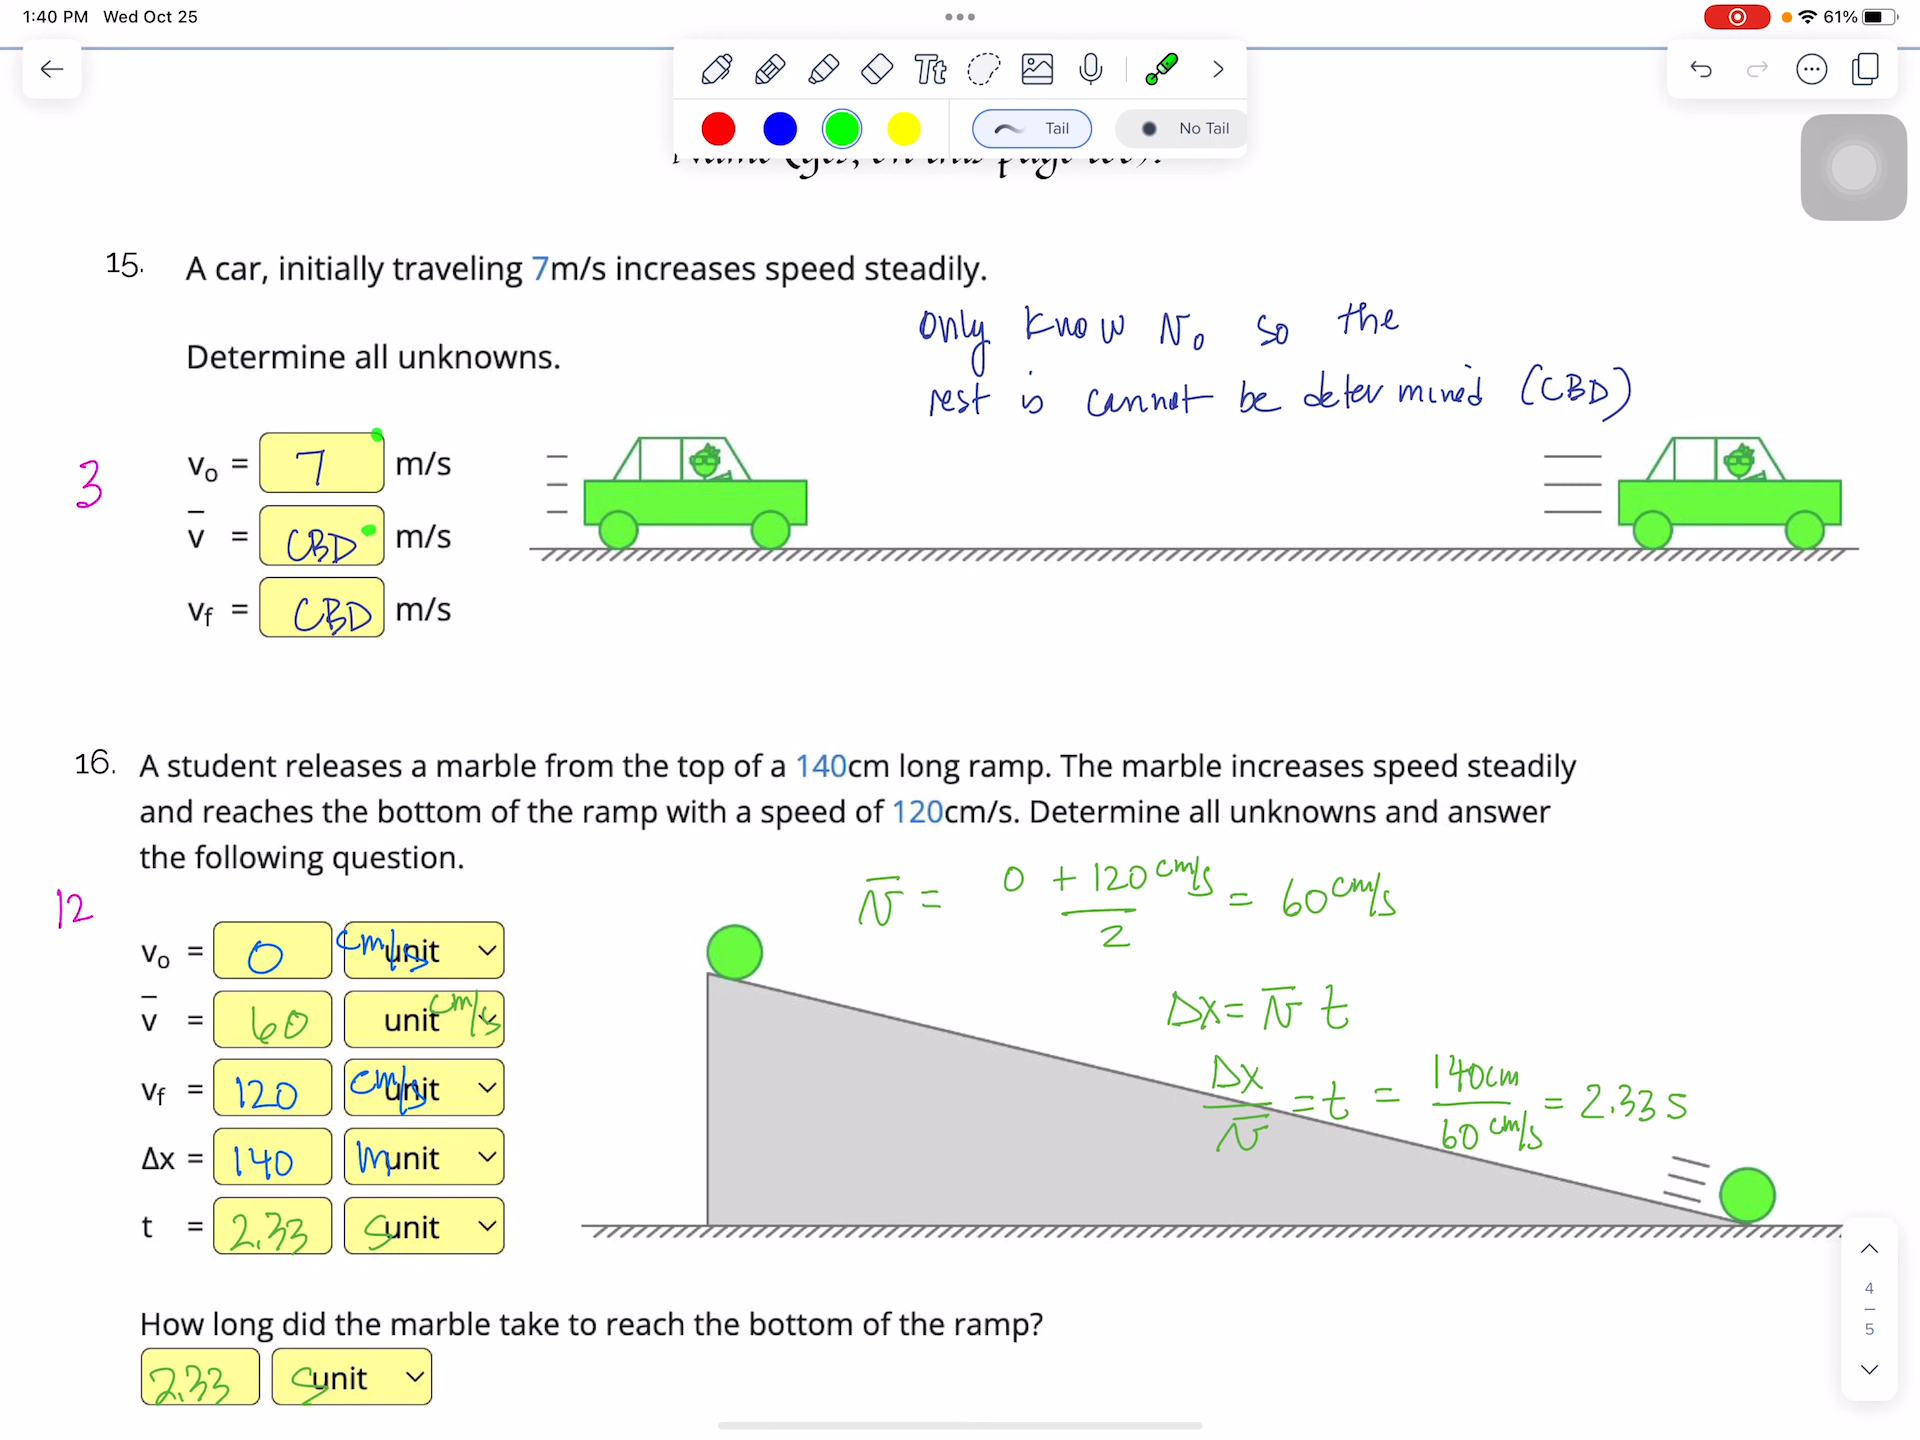 1:40 PM Wed Oct 25
61%
Tt
Tail
No Tail
15. A car, initially traveling 7m/s increases speed steadily.
only know v₀ so the
Determine all unknowns.
rest is cannot be determined (CBD)
3
v₀ = 7 m/s
v̄ = CBD m/s
v_f = CBD m/s
16. A student releases a marble from the top of a 140cm long ramp. The marble increases speed steadily
and reaches the bottom of the ramp with a speed of 120cm/s. Determine all unknowns and answer
the following question.
v̄ = (0 + 120 cm/s)/2 = 60 cm/s
12
v₀ = 0 cm/s unit
v̄ = 60 unit cm/s
Δx = v̄ t
v_f = 120 cm/s unit
Δx/v̄ = t = 140cm/60 cm/s = 2.33 s
Δx = 140 m unit
t = 2.33 s unit
How long did the marble take to reach the bottom of the ramp?
2.33 s unit
4
5